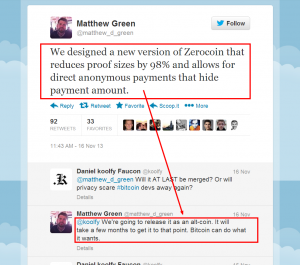 Matthew Green
@matthew_d_green
Follow
We designed a new version of Zerocoin that
reduces proof sizes by 98% and allows for
direct anonymous payments that hide
payment amount.
Reply Retweet Favorite Scoop.it More
92
RETWEETS
33
FAVORITES
11:43 AM - 16 Nov 13
Daniel Faucon Koolfy @koolfy 16 Nov
@matthew_d_green Will it AT LAST be merged? Or will
privacy scare #bitcoin devs away again?
Details
Matthew Green @matthew_d_green 16 Nov
@koolfy We're going to release it as an alt-coin. It will
take a few months to get it to that point. Bitcoin can do what
it wants.
Details
Daniel Faucon Koolfy @koolfy